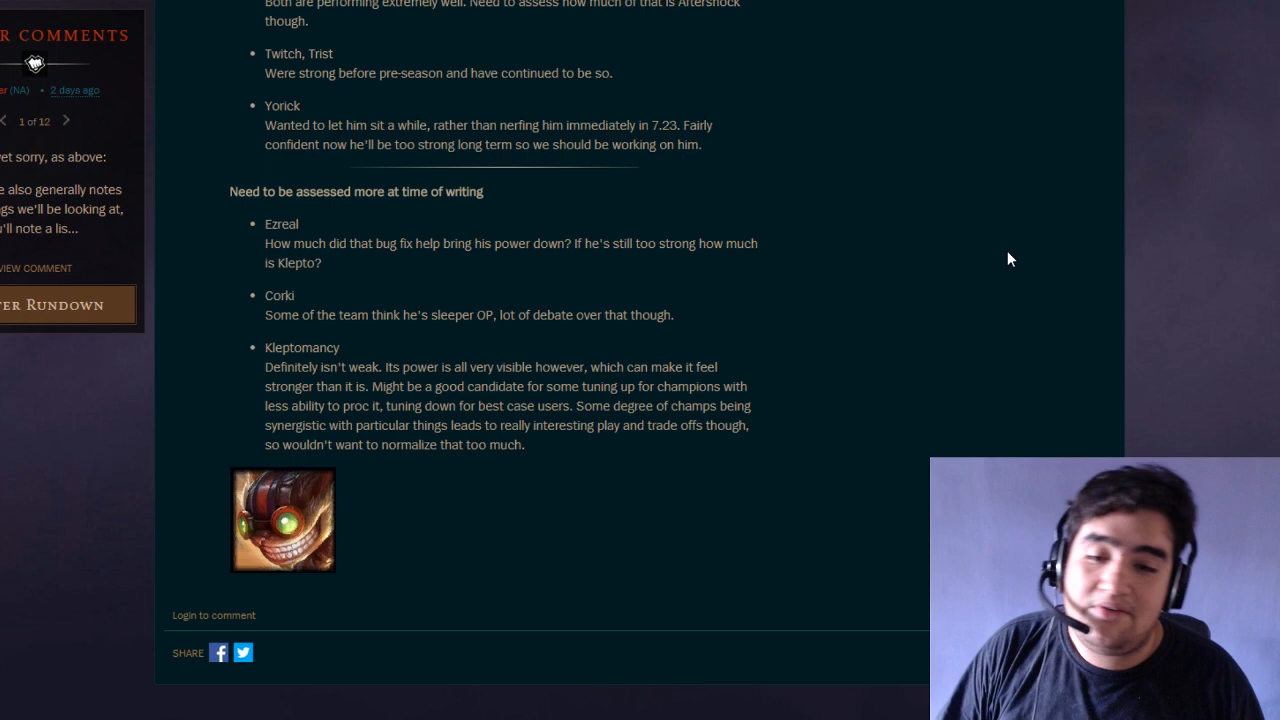 Both are performing extremely well. Need to assess how much of that is Aftershock
though.
R COMMENTS
• Twitch, Trist
Were strong before pre-season and have continued to be so.
er (NA) • 2 days ago
• Yorick
1 of 12
Wanted to let him sit a while, rather than nerfing him immediately in 7.23. Fairly
confident now he'll be too strong long term so we should be working on him.
yet sorry, as above:
e also generally notes
ngs we'll be looking at,
u'll note a lis...
VIEW COMMENT
TER RUNDOWN
Need to be assessed more at time of writing
• Ezreal
How much did that bug fix help bring his power down? If he's still too strong how much
is Klepto?
• Corki
Some of the team think he's sleeper OP, lot of debate over that though.
• Kleptomancy
Definitely isn't weak. Its power is all very visible however, which can make it feel
stronger than it is. Might be a good candidate for some tuning up for champions with
less ability to proc it, tuning down for best case users. Some degree of champs being
synergistic with particular things leads to really interesting play and trade offs though,
so wouldn't want to normalize that too much.
Login to comment
SHARE